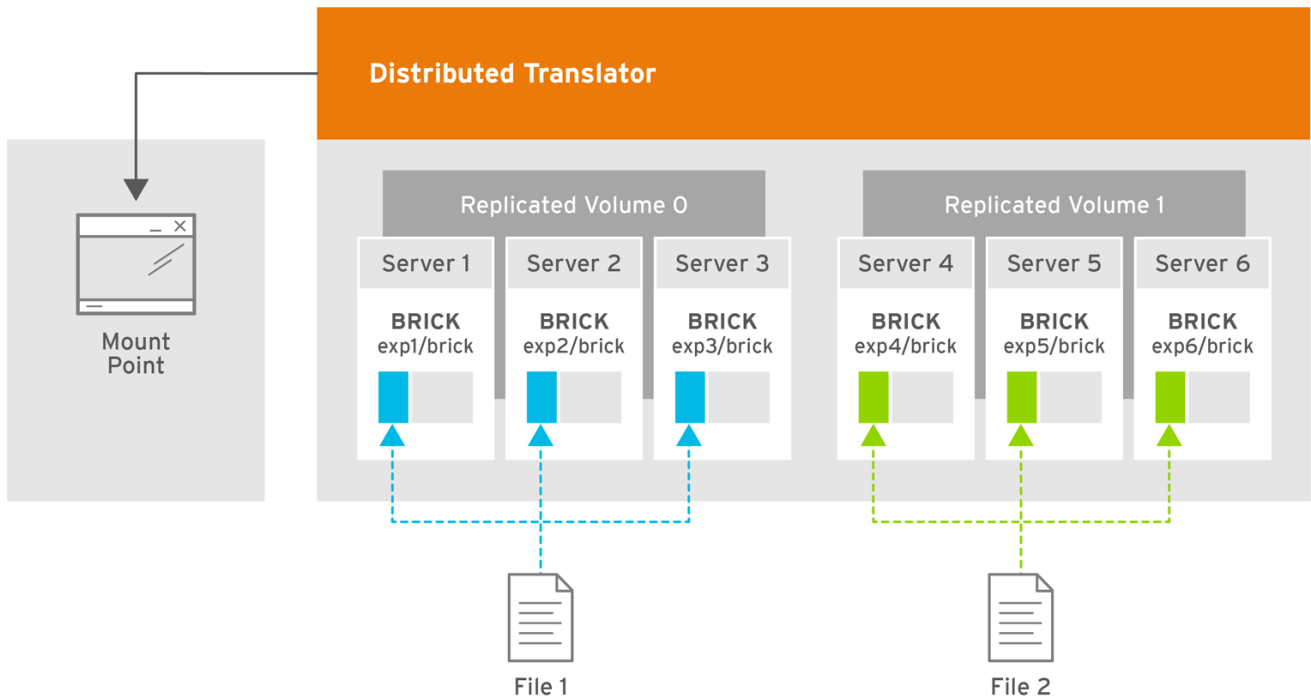 Distributed Translator
Mount
Point
Replicated Volume 0
Server 1
Server 2
Server 3
BRICK
exp1/brick
BRICK
exp2/brick
BRICK
exp3/brick
Replicated Volume 1
Server 4
Server 5
Server 6
BRICK
exp4/brick
BRICK
exp5/brick
BRICK
exp6/brick
File 1
File 2